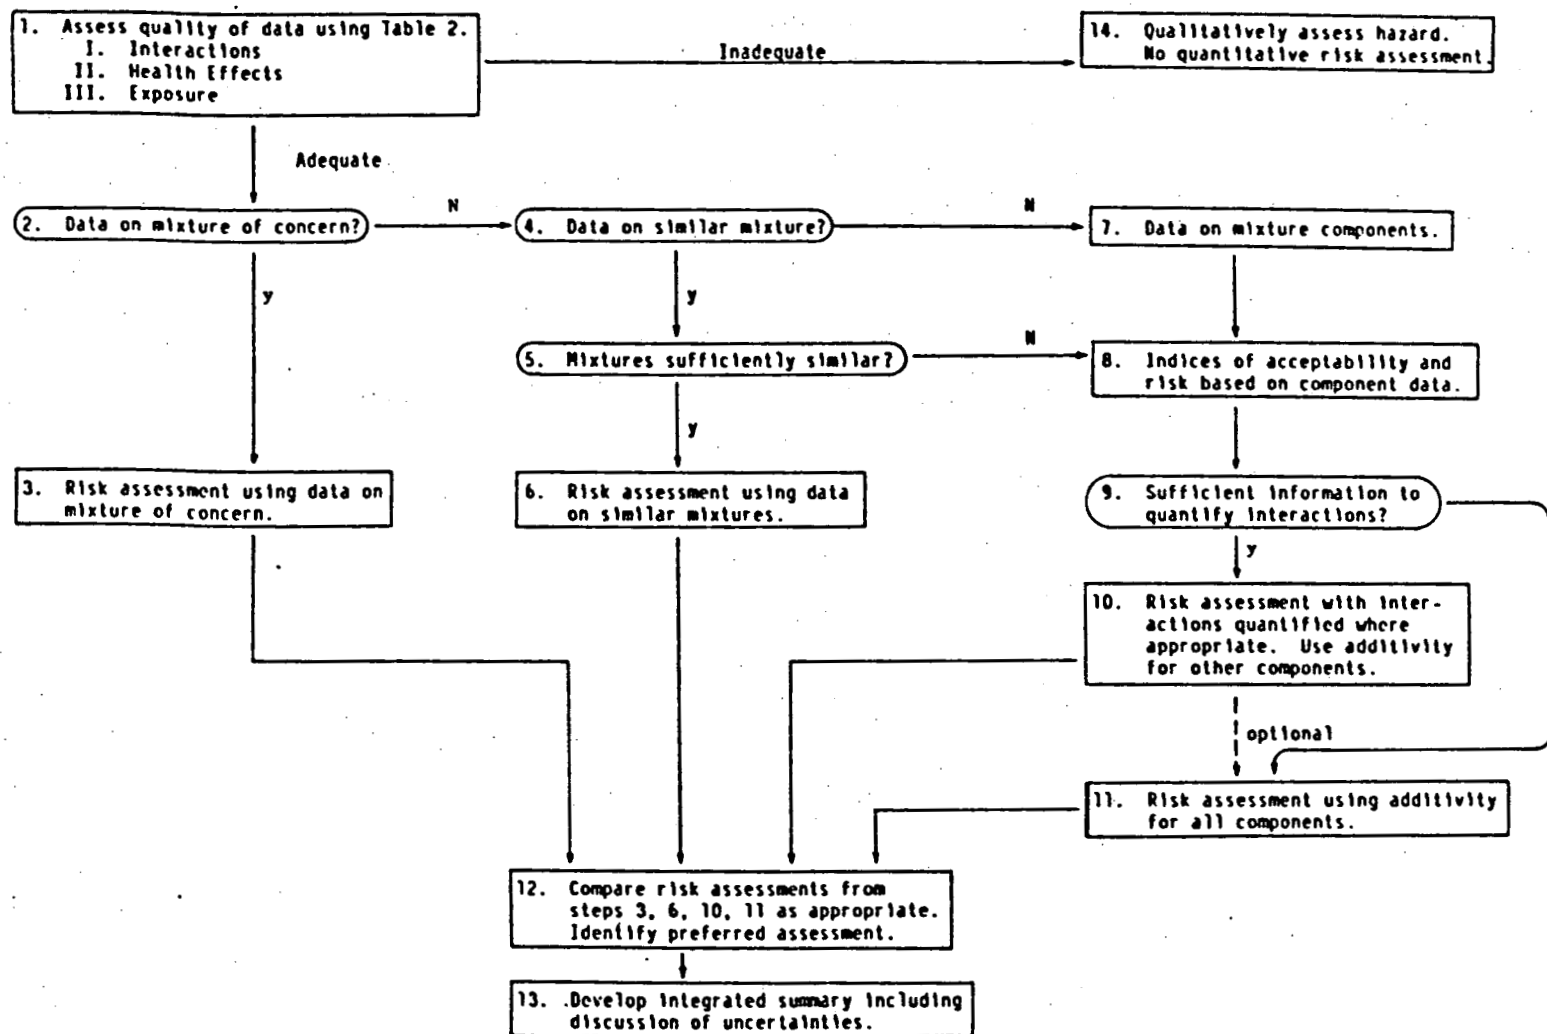 1. Assess quality of data using Table 2.
I. Interactions
II. Health Effects
III. Exposure
Inadequate
14. Qualitatively assess hazard.
No quantitative risk assessment.
Adequate
2. Data on mixture of concern?
N
4. Data on similar mixture?
N
7. Data on mixture components.
y
y
5. Mixtures sufficiently similar?
N
8. Indices of acceptability and
risk based on component data.
y
3. Risk assessment using data on
mixture of concern.
6. Risk assessment using data
on similar mixtures.
9. Sufficient information to
quantify interactions?
y
10. Risk assessment with inter-
actions quantified where
appropriate. Use additivity
for other components.
optional
11. Risk assessment using additivity
for all components.
12. Compare risk assessments from
steps 3, 6, 10, 11 as appropriate.
Identify preferred assessment.
13. Develop integrated summary including
discussion of uncertainties.